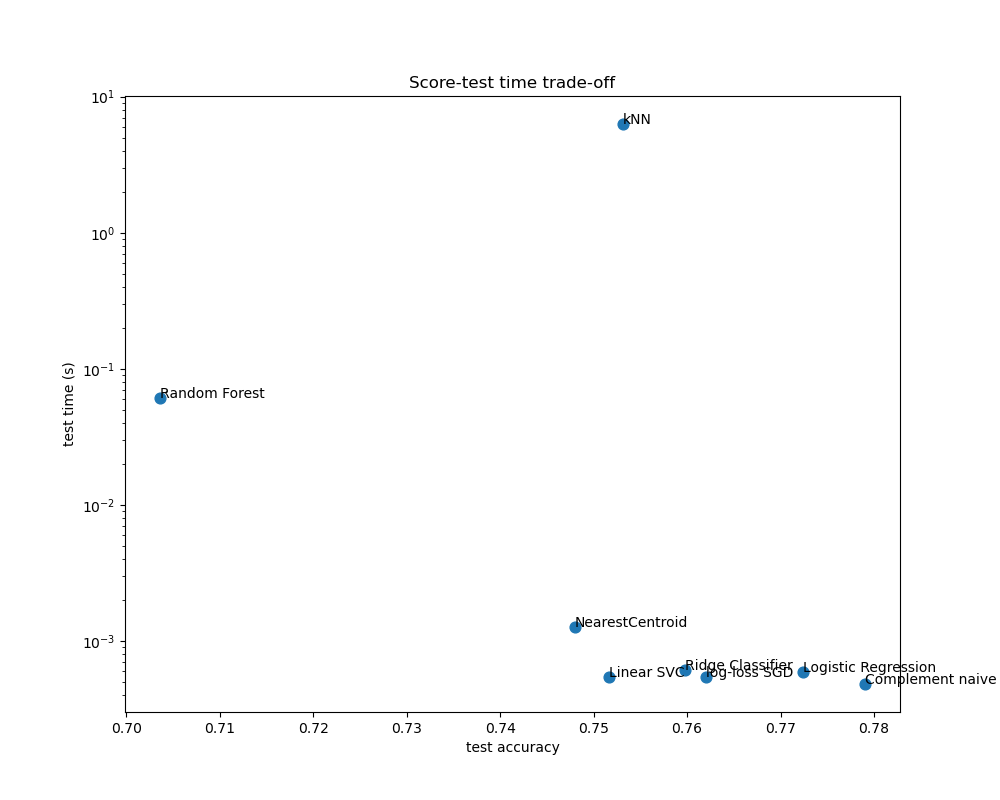 Score-test time trade-off
10¹
kNN
10⁰
test time (s)
10⁻¹
Random Forest
10⁻²
NearestCentroid
10⁻³
Ridge Classifier
Logistic Regression
Linear SVC
log-loss SGD
Complement naive
0.70 0.71 0.72 0.73 0.74 0.75 0.76 0.77 0.78
test accuracy